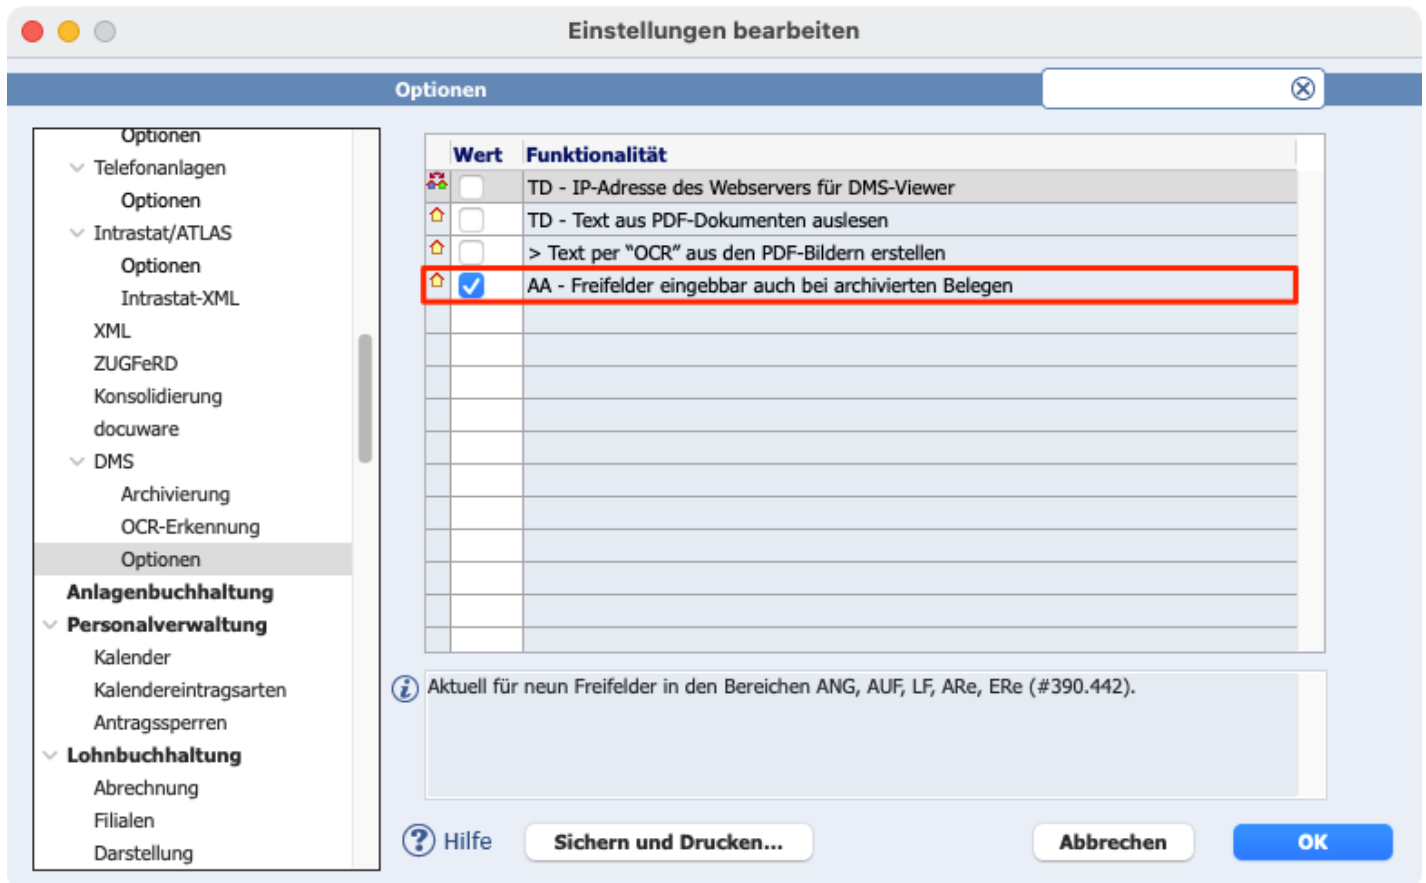 Einstellungen bearbeiten
Optionen
Optionen
Telefonanlagen
Optionen
Intrastat/ATLAS
Optionen
Intrastat-XML
XML
ZUGFeRD
Konsolidierung
docuware
DMS
Archivierung
OCR-Erkennung
Optionen
Anlagenbuchhaltung
Personalverwaltung
Kalender
Kalendereintragsarten
Antragssperren
Lohnbuchhaltung
Abrechnung
Filialen
Darstellung
Wert Funktionalität
TD - IP-Adresse des Webservers für DMS-Viewer
TD - Text aus PDF-Dokumenten auslesen
> Text per “OCR” aus den PDF-Bildern erstellen
AA - Freifelder eingebbar auch bei archivierten Belegen
Aktuell für neun Freifelder in den Bereichen ANG, AUF, LF, ARe, ERe (#390.442).
? Hilfe
Sichern und Drucken...
Abbrechen
OK